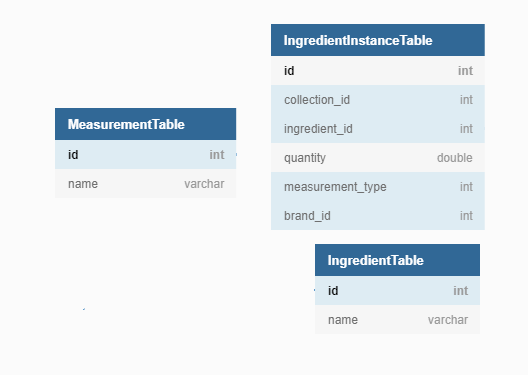 IngredientInstanceTable
id int
collection_id int
ingredient_id int
quantity double
measurement_type int
brand_id int
MeasurementTable
id int
name varchar
IngredientTable
id int
name varchar